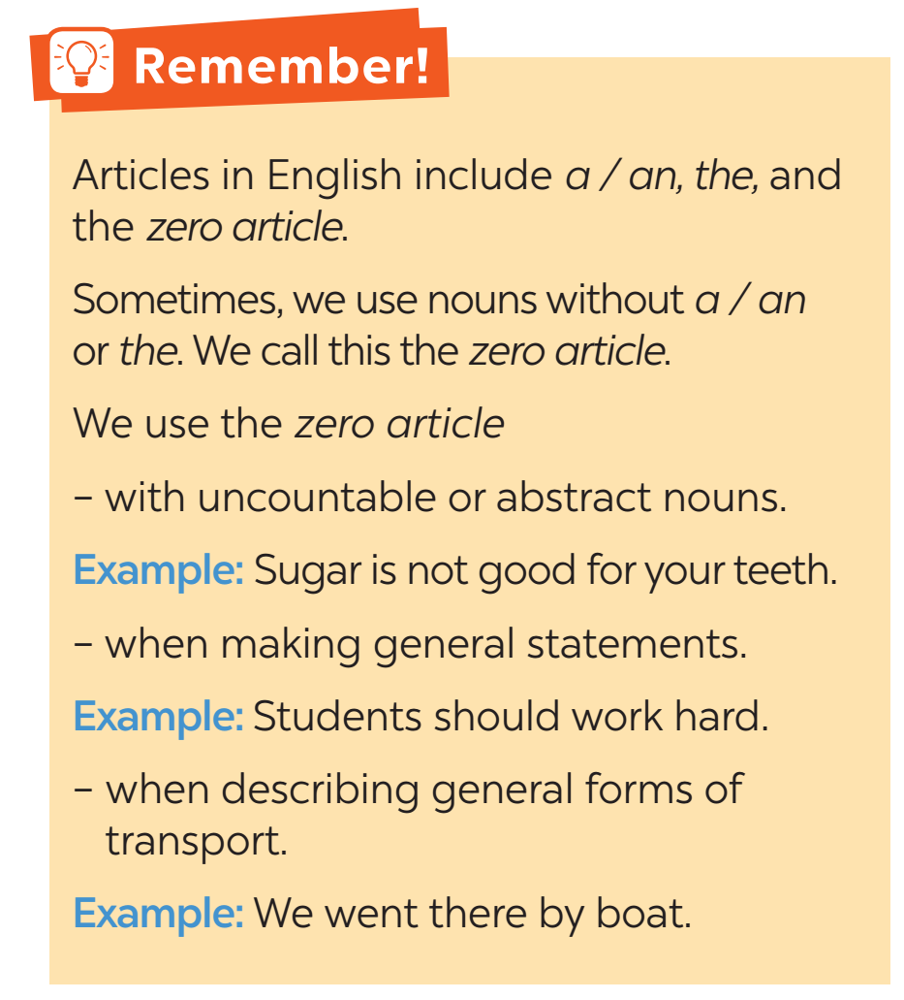 Remember!
Articles in English include a / an, the, and
the zero article.
Sometimes, we use nouns without a / an
or the. We call this the zero article.
We use the zero article
– with uncountable or abstract nouns.
Example: Sugar is not good for your teeth.
– when making general statements.
Example: Students should work hard.
– when describing general forms of
transport.
Example: We went there by boat.